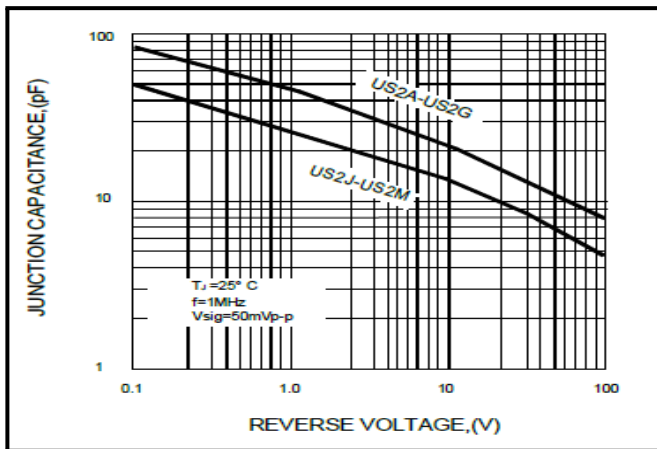 100
10
1
JUNCTION CAPACITANCE,(pF)
US2A-US2G
US2J-US2M
TJ =25° C
f=1MHz
Vsig=50mVp-p
0.1 1.0 10 100
REVERSE VOLTAGE,(V)